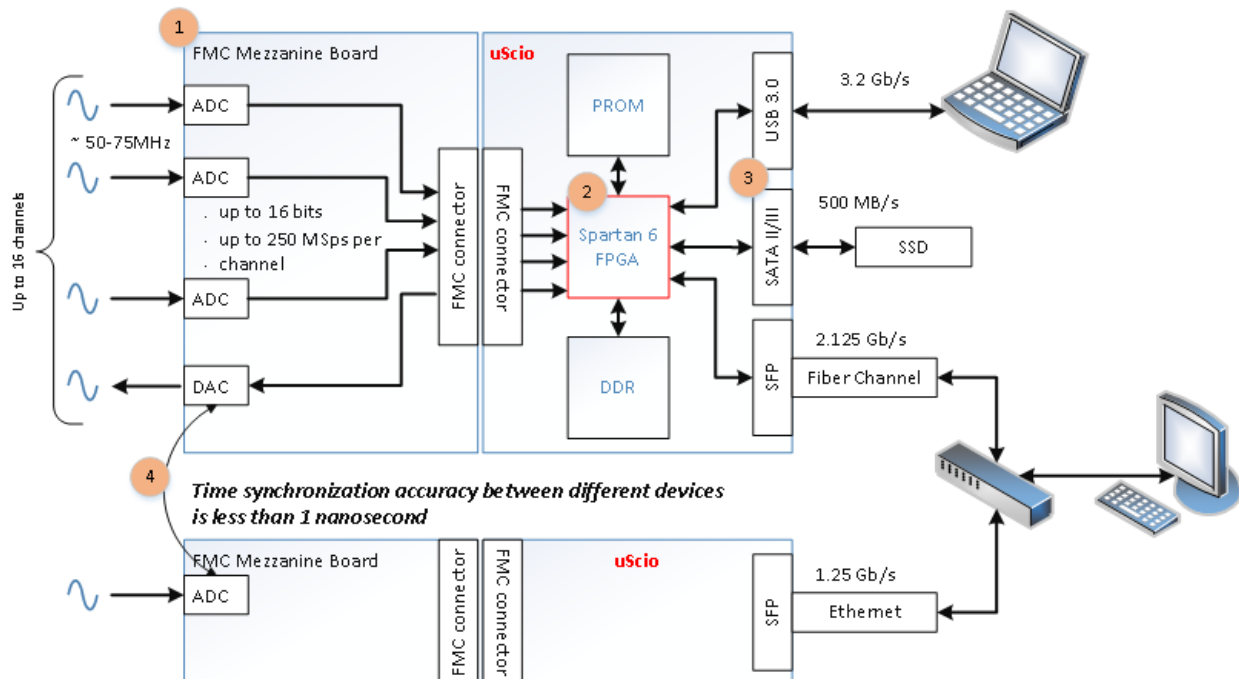 1
FMC Mezzanine Board
uScio
ADC
~ 50-75MHz
ADC
. up to 16 bits
. up to 250 MSps per
. channel
ADC
DAC
Up to 16 channels
FMC connector
FMC connector
PROM
2
Spartan 6
FPGA
DDR
USB 3.0
3.2 Gb/s
3
SATA II/III
500 MB/s
SSD
SFP
2.125 Gb/s
Fiber Channel
4
Time synchronization accuracy between different devices
is less than 1 nanosecond
FMC Mezzanine Board
ADC
FMC connector
FMC connector
uScio
SFP
1.25 Gb/s
Ethernet